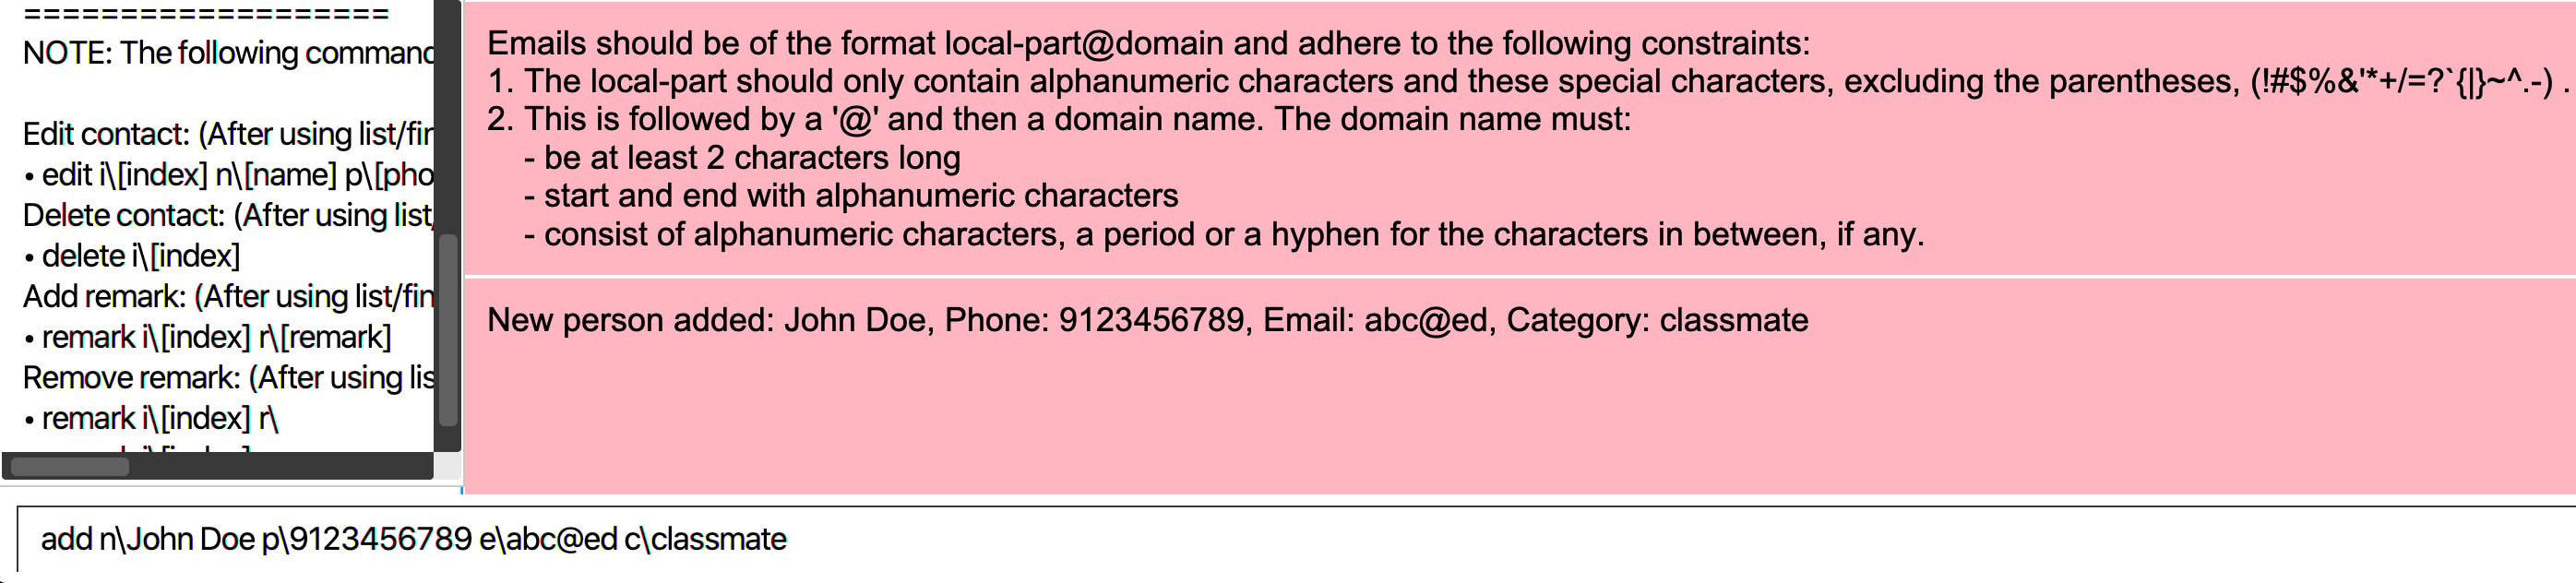 ===================
NOTE: The following command
Edit contact: (After using list/fin
• edit i\[index] n\[name] p\[pho
Delete contact: (After using list/
• delete i\[index]
Add remark: (After using list/fin
• remark i\[index] r\[remark]
Remove remark: (After using lis
• remark i\[index] r\
Emails should be of the format local-part@domain and adhere to the following constraints:
1. The local-part should only contain alphanumeric characters and these special characters, excluding the parentheses, (!#$%&'*+/=?`{|}~^.-) .
2. This is followed by a '@' and then a domain name. The domain name must:
- be at least 2 characters long
- start and end with alphanumeric characters
- consist of alphanumeric characters, a period or a hyphen for the characters in between, if any.
New person added: John Doe, Phone: 9123456789, Email: abc@ed, Category: classmate
add n\John Doe p\9123456789 e\abc@ed c\classmate